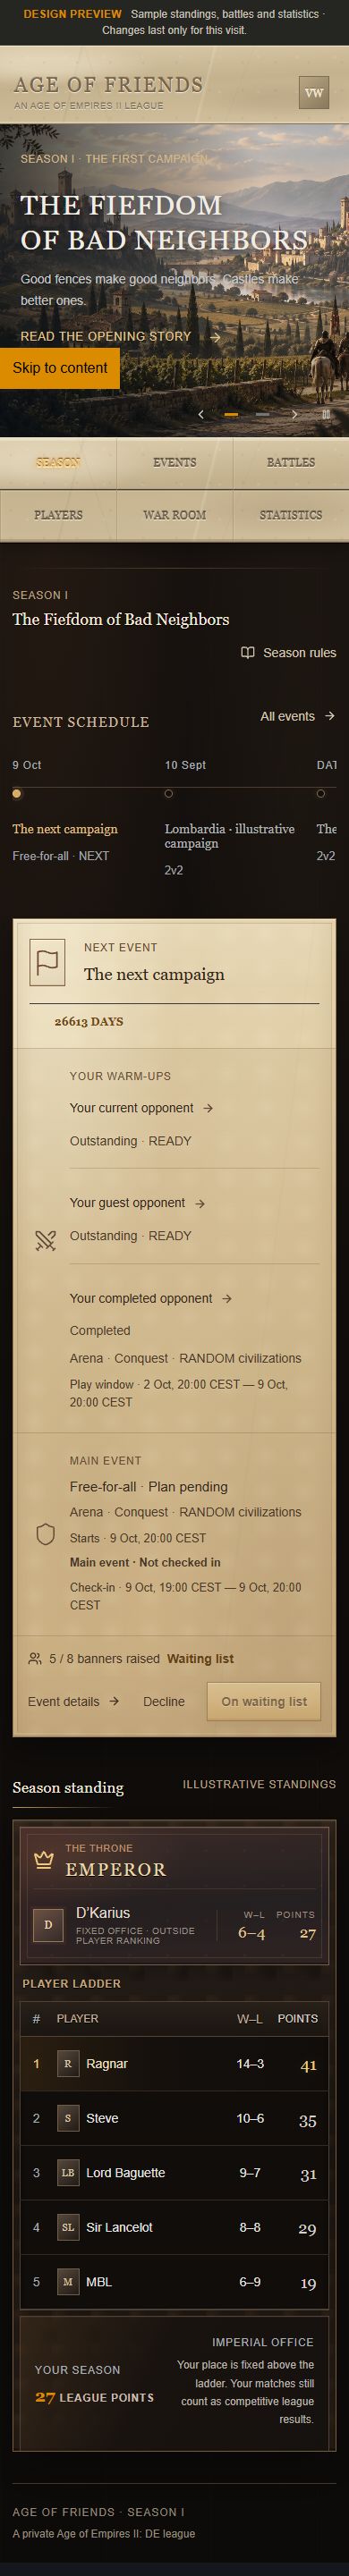 DESIGN PREVIEW Sample standings, battles and statistics ·
Changes last only for this visit.
AGE OF FRIENDS
AN AGE OF EMPIRES II LEAGUE
VW
SEASON I · THE FIRST CAMPAIGN
THE FIEFDOM
OF BAD NEIGHBORS
Good fences make good neighbors. Castles make
better ones.
READ THE OPENING STORY →
Skip to content
SEASON
EVENTS
BATTLES
PLAYERS
WAR ROOM
STATISTICS
SEASON I
The Fiefdom of Bad Neighbors
Season rules
EVENT SCHEDULE
All events →
9 Oct
10 Sept
DAT
The next campaign
Lombardia · illustrative
campaign
The
Free-for-all · NEXT
2v2
2v2
NEXT EVENT
The next campaign
26613 DAYS
YOUR WARM-UPS
Your current opponent →
Outstanding · READY
Your guest opponent →
Outstanding · READY
Your completed opponent →
Completed
Arena · Conquest · RANDOM civilizations
Play window · 2 Oct, 20:00 CEST — 9 Oct,
20:00 CEST
MAIN EVENT
Free-for-all · Plan pending
Arena · Conquest · RANDOM civilizations
Starts · 9 Oct, 20:00 CEST
Main event · Not checked in
Check-in · 9 Oct, 19:00 CEST — 9 Oct, 20:00
CEST
5 / 8 banners raised Waiting list
Event details →
Decline
On waiting list
Season standing
ILLUSTRATIVE STANDINGS
THE THRONE
EMPEROR
D
D’Karius
FIXED OFFICE · OUTSIDE
PLAYER RANKING
W–L POINTS
6–4 27
PLAYER LADDER
# PLAYER W–L POINTS
1 R Ragnar 14–3 41
2 S Steve 10–6 35
3 LB Lord Baguette 9–7 31
4 SL Sir Lancelot 8–8 29
5 M MBL 6–9 19
YOUR SEASON
27 LEAGUE POINTS
IMPERIAL OFFICE
Your place is fixed above the
ladder. Your matches still
count as competitive league
results.
AGE OF FRIENDS · SEASON I
A private Age of Empires II: DE league